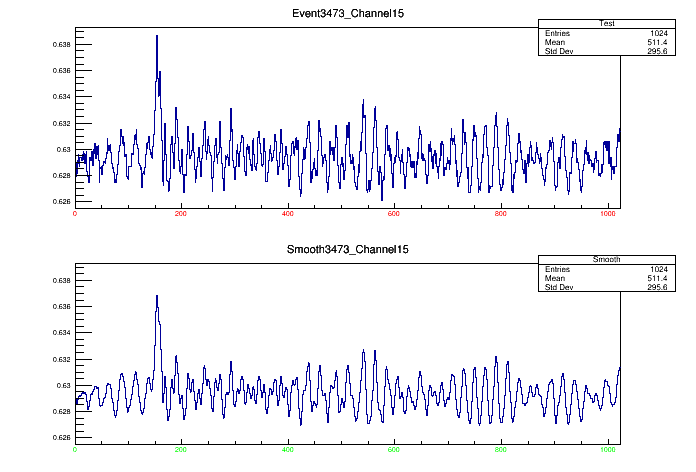 Event3473_Channel15
Test
Entries 1024
Mean 511.4
Std Dev 295.6
0.638
0.636
0.634
0.632
0.63
0.628
0.626
0 200 400 600 800 1000
Smooth3473_Channel15
Smooth
Entries 1024
Mean 511.4
Std Dev 295.6
0.638
0.636
0.634
0.632
0.63
0.628
0.626
0 200 400 600 800 1000